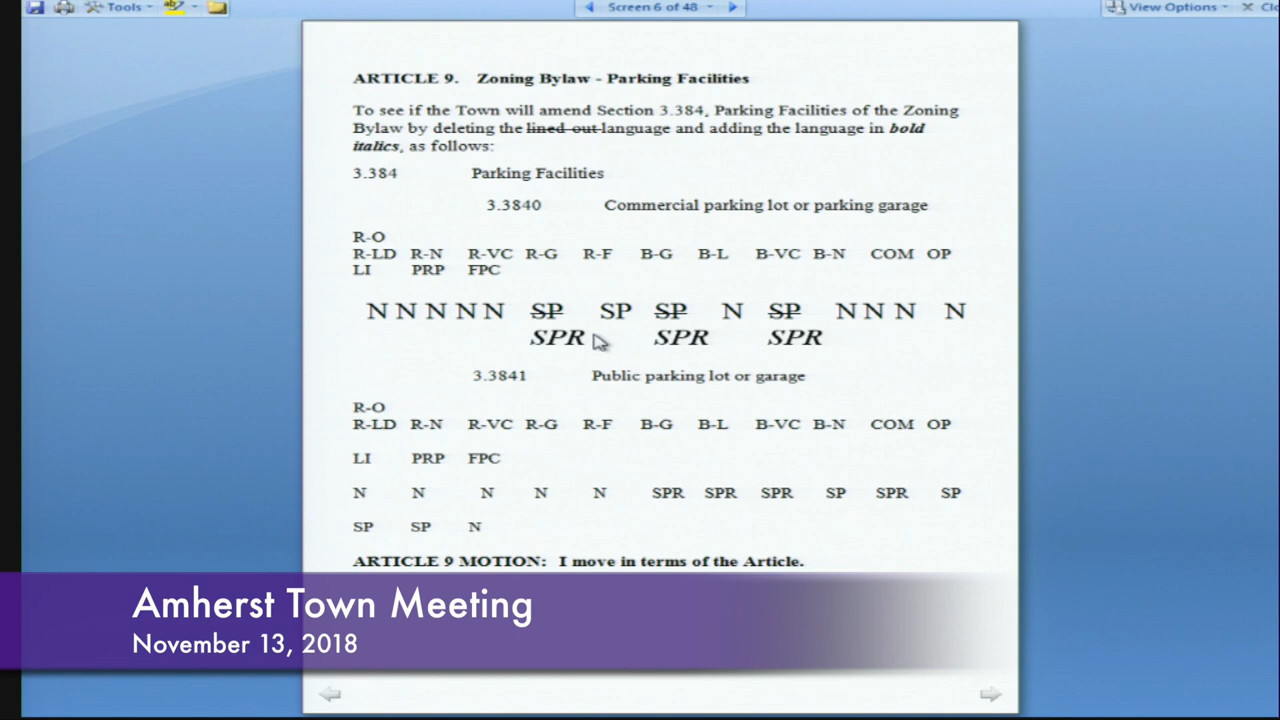 Tools
Screen 6 of 48
View Options
Clo
ARTICLE 9. Zoning Bylaw - Parking Facilities
To see if the Town will amend Section 3.384, Parking Facilities of the Zoning
Bylaw by deleting the lined out language and adding the language in bold
italics, as follows:
3.384 Parking Facilities
3.3840 Commercial parking lot or parking garage
R-O
R-LD R-N R-VC R-G R-F B-G B-L B-VC B-N COM OP
LI PRP FPC
N N N N N SP SP SP N SP N N N N
SPR SPR SPR
3.3841 Public parking lot or garage
R-O
R-LD R-N R-VC R-G R-F B-G B-L B-VC B-N COM OP
LI PRP FPC
N N N N N SPR SPR SPR SP SPR SP
SP SP N
ARTICLE 9 MOTION: I move in terms of the Article.
Amherst Town Meeting
November 13, 2018